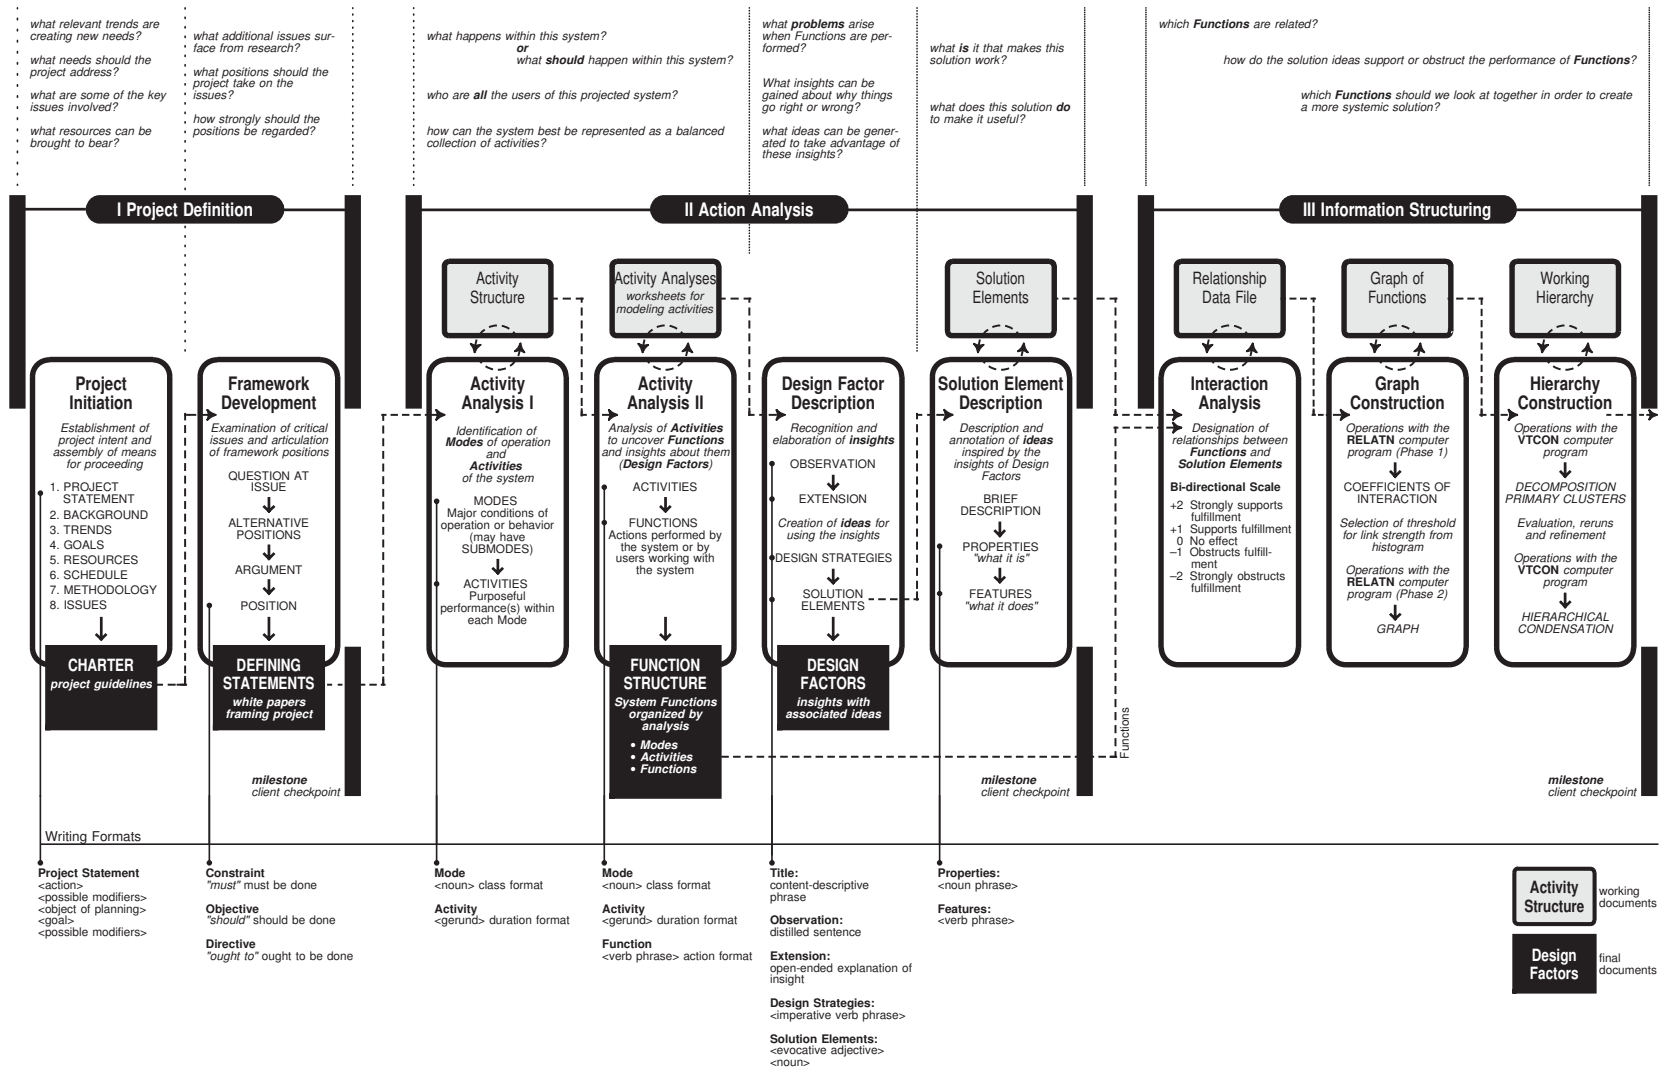 what relevant trends are
creating new needs?
what needs should the
project address?
what are some of the key
issues involved?
what resources can be
brought to bear?
what additional issues sur-
face from research?
what positions should the
project take on the
issues?
how strongly should the
positions be regarded?
what happens within this system?
or
what should happen within this system?
who are all the users of this projected system?
how can the system best be represented as a balanced
collection of activities?
what problems arise
when Functions are per-
formed?
What insights can be
gained about why things
go right or wrong?
what ideas can be gener-
ated to take advantage of
these insights?
what is it that makes this
solution work?
what does this solution do
to make it useful?
which Functions are related?
how do the solution ideas support or obstruct the performance of Functions?
which Functions should we look at together in order to create
a more systemic solution?
I Project Definition
II Action Analysis
III Information Structuring
Activity
Structure
Activity Analyses
worksheets for
modeling activities
Solution
Elements
Relationship
Data File
Graph of
Functions
Working
Hierarchy
Project
Initiation
Establishment of
project intent and
assembly of means
for proceeding
1. PROJECT
STATEMENT
2. BACKGROUND
3. TRENDS
4. GOALS
5. RESOURCES
6. SCHEDULE
7. METHODOLOGY
8. ISSUES
CHARTER
project guidelines
Framework
Development
Examination of critical
issues and articulation
of framework positions
QUESTION AT
ISSUE
ALTERNATIVE
POSITIONS
ARGUMENT
POSITION
DEFINING
STATEMENTS
white papers
framing project
milestone
client checkpoint
Activity
Analysis I
Identification of
Modes of operation
and
Activities
of the system
MODES
Major conditions of
operation or behavior
(may have
SUBMODES)
ACTIVITIES
Purposeful
performance(s) within
each Mode
Activity
Analysis II
Analysis of Activities
to uncover Functions
and insights about them
(Design Factors)
ACTIVITIES
FUNCTIONS
Actions performed by
the system or by
users working with
the system
FUNCTION
STRUCTURE
System Functions
organized by
analysis
• Modes
• Activities
• Functions
Design Factor
Description
Recognition and
elaboration of insights
OBSERVATION
EXTENSION
Creation of ideas for
using the insights
DESIGN STRATEGIES
SOLUTION
ELEMENTS
DESIGN
FACTORS
insights with
associated ideas
Solution Element
Description
Description and
annotation of ideas
inspired by the
insights of Design
Factors
BRIEF
DESCRIPTION
PROPERTIES
"what it is"
FEATURES
"what it does"
milestone
client checkpoint
Functions
Interaction
Analysis
Designation of
relationships between
Functions and
Solution Elements
Bi-directional Scale
+2 Strongly supports
fulfillment
+1 Supports fulfillment
0 No effect
–1 Obstructs fulfill-
ment
–2 Strongly obstructs
fulfillment
Graph
Construction
Operations with the
RELATN computer
program (Phase 1)
COEFFICIENTS OF
INTERACTION
Selection of threshold
for link strength from
histogram
Operations with the
RELATN computer
program (Phase 2)
GRAPH
Hierarchy
Construction
Operations with the
VTCON computer
program
DECOMPOSITION
PRIMARY CLUSTERS
Evaluation, reruns
and refinement
Operations with the
VTCON computer
program
HIERARCHICAL
CONDENSATION
milestone
client checkpoint
Writing Formats
Project Statement
<action>
<possible modifiers>
<object of planning>
<goal>
<possible modifiers>
Constraint
"must" must be done
Objective
"should" should be done
Directive
"ought to" ought to be done
Mode
<noun> class format
Activity
<gerund> duration format
Mode
<noun> class format
Activity
<gerund> duration format
Function
<verb phrase> action format
Title:
content-descriptive
phrase
Observation:
distilled sentence
Extension:
open-ended explanation of
insight
Design Strategies:
<imperative verb phrase>
Solution Elements:
<evocative adjective>
<noun>
Properties:
<noun phrase>
Features:
<verb phrase>
Activity
Structure
working
documents
Design
Factors
final
documents